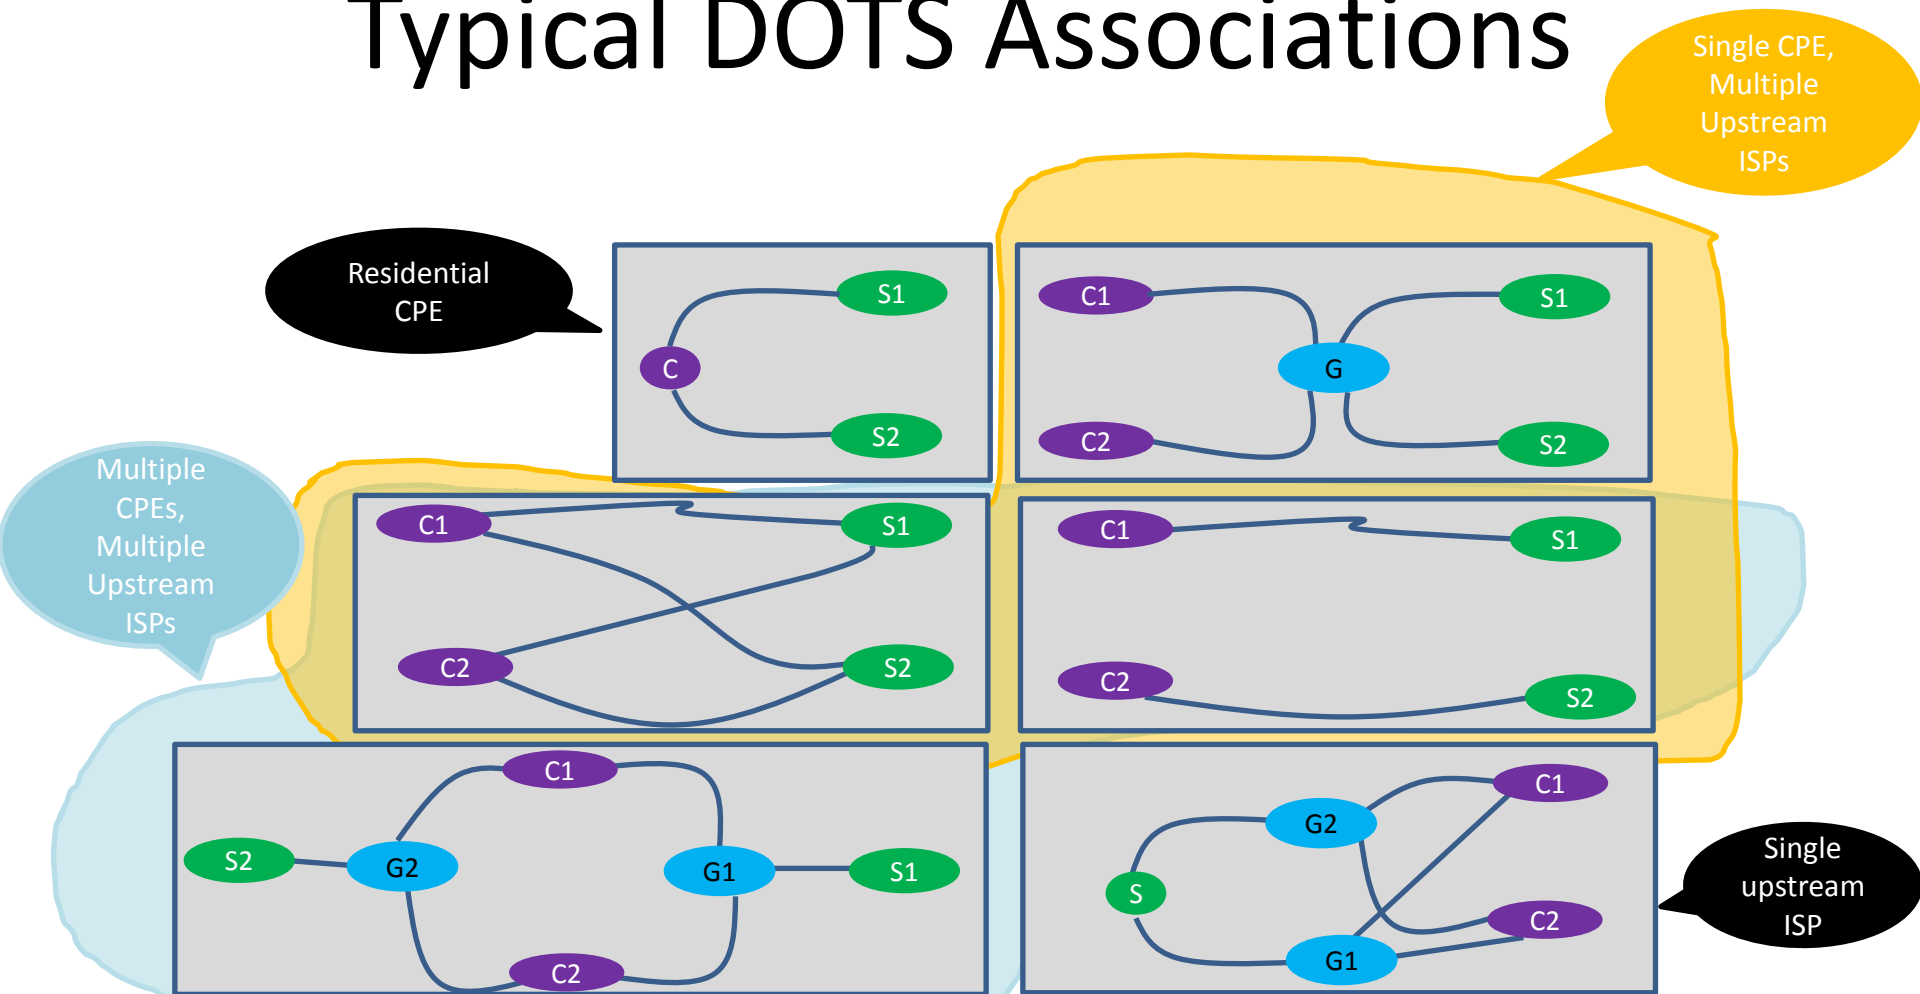 Typical DOTS Associations
Single CPE,
Multiple
Upstream
ISPs
Residential
CPE
S1
C
S2
C1
S1
G
C2
S2
Multiple
CPEs,
Multiple
Upstream
ISPs
C1
S1
C2
S2
C1
S1
C2
S2
C1
S2
G2
G1
S1
C2
C1
G2
S
C2
G1
Single
upstream
ISP